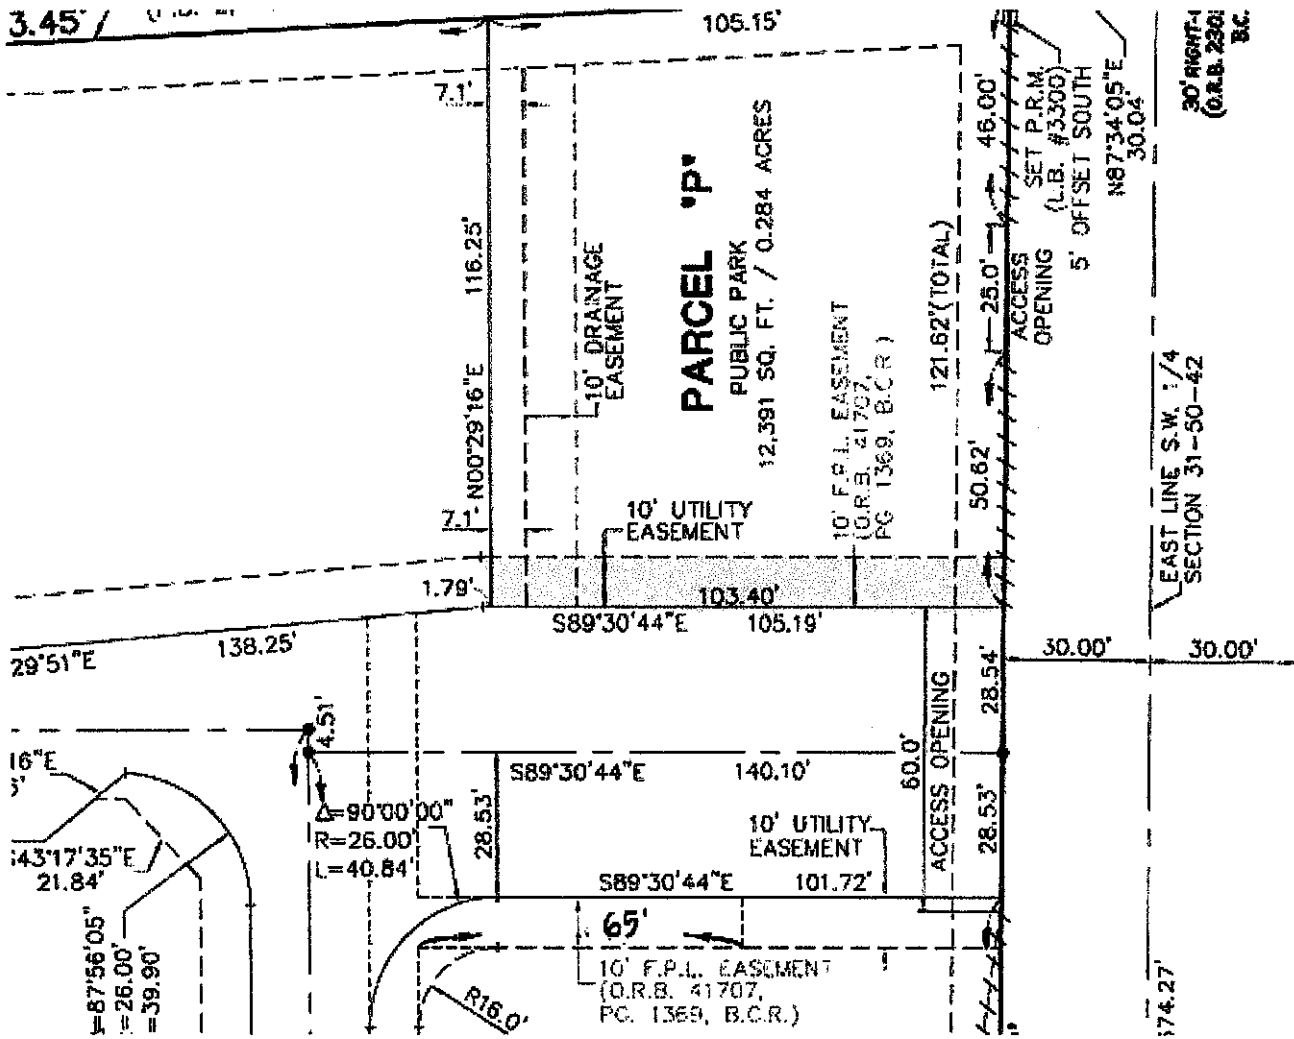 3.45'
105.15'
30' RIGHT-
(O.R.B. 230
B.C.
7.1'
46.00'
SET P.R.M.
(L.B. #3300)
5' OFFSET SOUTH
N87°34'05"E
30.04'
PARCEL "P"
PUBLIC PARK
12,391 SQ. FT. / 0.284 ACRES
116.25'
N00°29'16"E
10' DRAINAGE
EASEMENT
121.62'(TOTAL)
25.0'
ACCESS
OPENING
10' F.P.L. EASEMENT
(O.R.B. 41707,
PG 1369, B.C.R.)
50.62'
EAST LINE S.W. 1/4
SECTION 31-50-42
7.1'
10' UTILITY
EASEMENT
1.79'
103.40'
S89°30'44"E 105.19'
138.25'
29'51"E
30.00' 30.00'
28.54'
4.51'
ACCESS OPENING
60.0'
16"E
S89°30'44"E 140.10'
Δ=90°00'00"
R=26.00'
L=40.84'
28.53'
28.53'
10' UTILITY
EASEMENT
43°17'35"E
21.84'
S89°30'44"E 101.72'
65'
=87°56'05"
=26.00'
=39.90'
R16.0'
10' F.P.L. EASEMENT
(O.R.B. 41707,
PG. 1369, B.C.R.)
574.27'